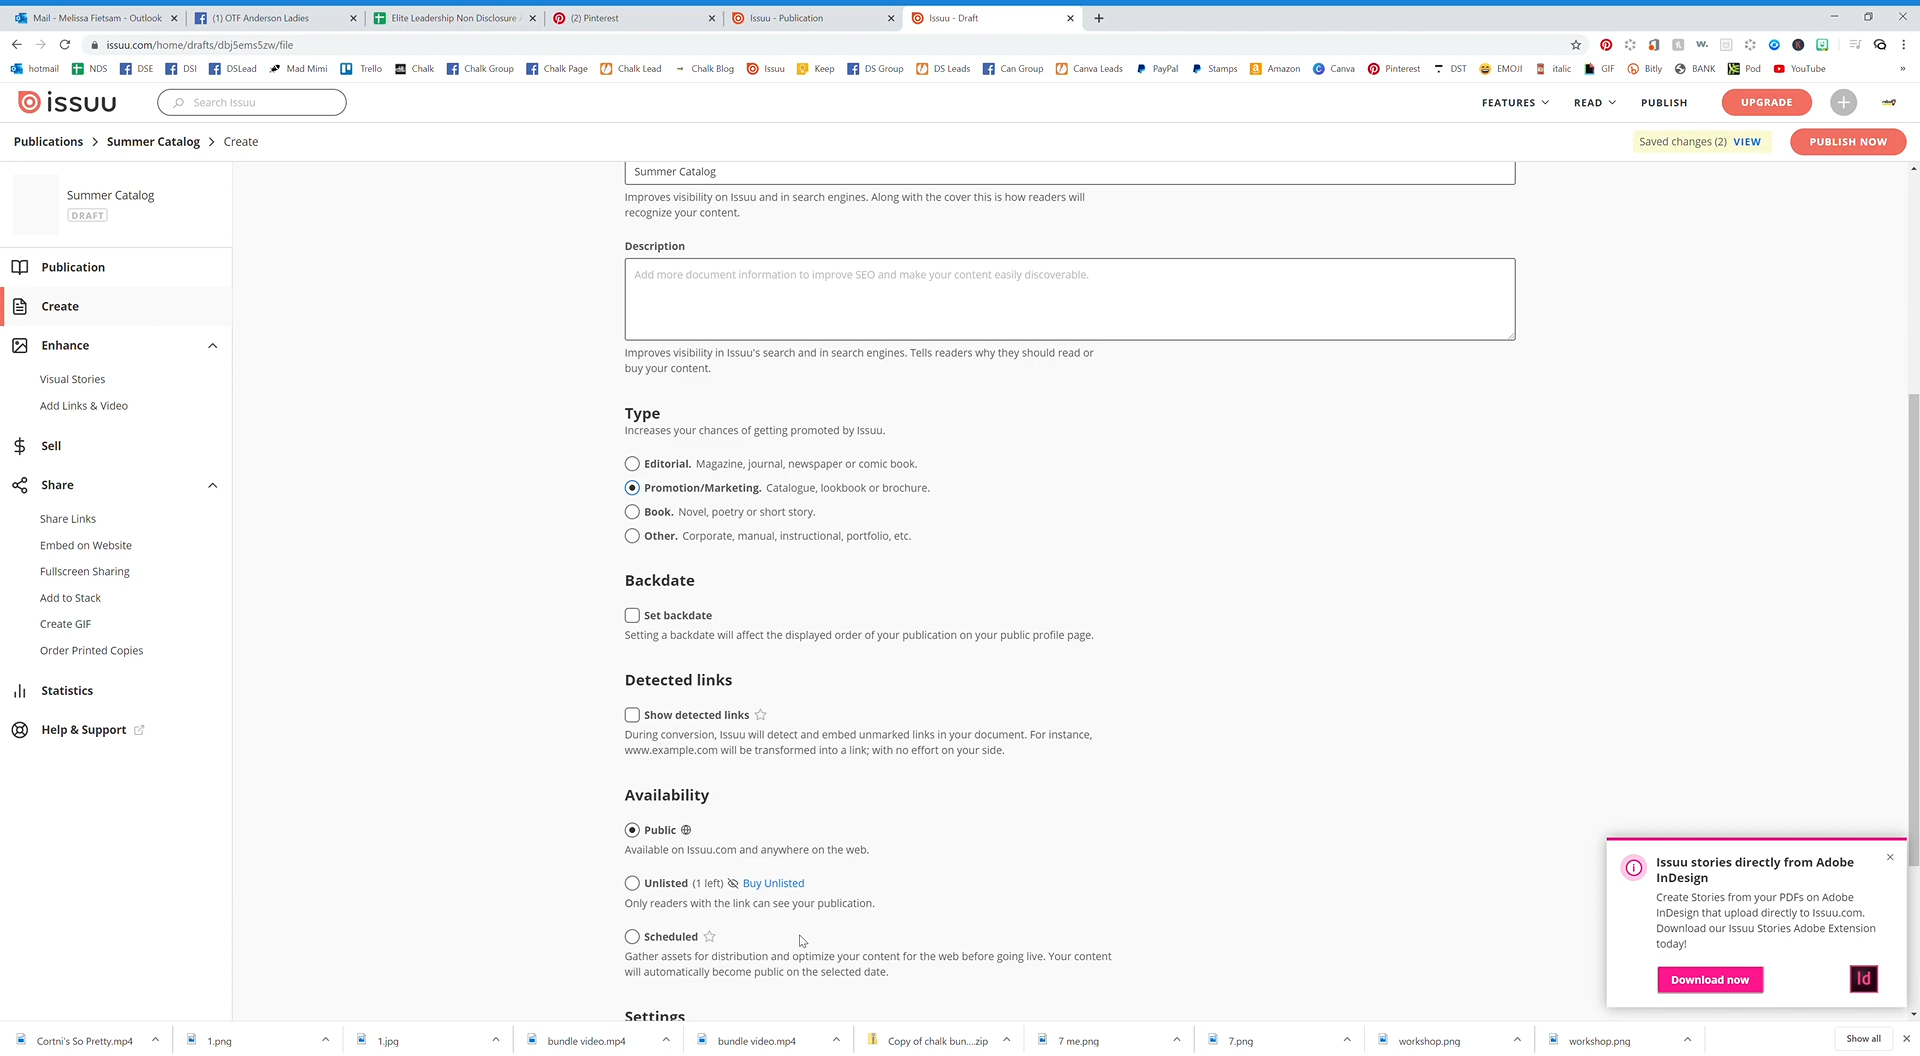 Mail - Melissa Fietsam - Outlook
(1) OTF Anderson Ladies
Elite Leadership Non Disclosure
(2) Pinterest
Issuu - Publication
Issuu - Draft
issuu.com/home/drafts/dbj5ems5zw/file
hotmail NDS DSE DSI DSLead Mad Mimi Trello Chalk Chalk Group Chalk Page Chalk Lead Chalk Blog Issuu Keep DS Group DS Leads Can Group Canva Leads PayPal Stamps Amazon Canva Pinterest DST EMOJI italic GIF Bitly BANK Pod YouTube »
issuu
Search Issuu
FEATURES READ PUBLISH UPGRADE
Publications > Summer Catalog > Create
Saved changes (2) VIEW
PUBLISH NOW
Summer Catalog
DRAFT
Publication
Create
Enhance
Visual Stories
Add Links & Video
Sell
Share
Share Links
Embed on Website
Fullscreen Sharing
Add to Stack
Create GIF
Order Printed Copies
Statistics
Help & Support
Summer Catalog
Improves visibility on Issuu and in search engines. Along with the cover this is how readers will
recognize your content.
Description
Add more document information to improve SEO and make your content easily discoverable.
Improves visibility in Issuu's search and in search engines. Tells readers why they should read or
buy your content.
Type
Increases your chances of getting promoted by Issuu.
Editorial. Magazine, journal, newspaper or comic book.
Promotion/Marketing. Catalogue, lookbook or brochure.
Book. Novel, poetry or short story.
Other. Corporate, manual, instructional, portfolio, etc.
Backdate
Set backdate
Setting a backdate will affect the displayed order of your publication on your public profile page.
Detected links
Show detected links
During conversion, Issuu will detect and embed unmarked links in your document. For instance,
www.example.com will be transformed into a link; with no effort on your side.
Availability
Public
Available on Issuu.com and anywhere on the web.
Unlisted (1 left) Buy Unlisted
Only readers with the link can see your publication.
Scheduled
Gather assets for distribution and optimize your content for the web before going live. Your content
will automatically become public on the selected date.
Settings
Issuu stories directly from Adobe
InDesign
Create Stories from your PDFs on Adobe
InDesign that upload directly to Issuu.com.
Download our Issuu Stories Adobe Extension
today!
Download now
Id
Cortni's So Pretty.mp4
1.png
1.jpg
bundle video.mp4
bundle video.mp4
Copy of chalk bun....zip
7 me.png
7.png
workshop.png
workshop.png
Show all